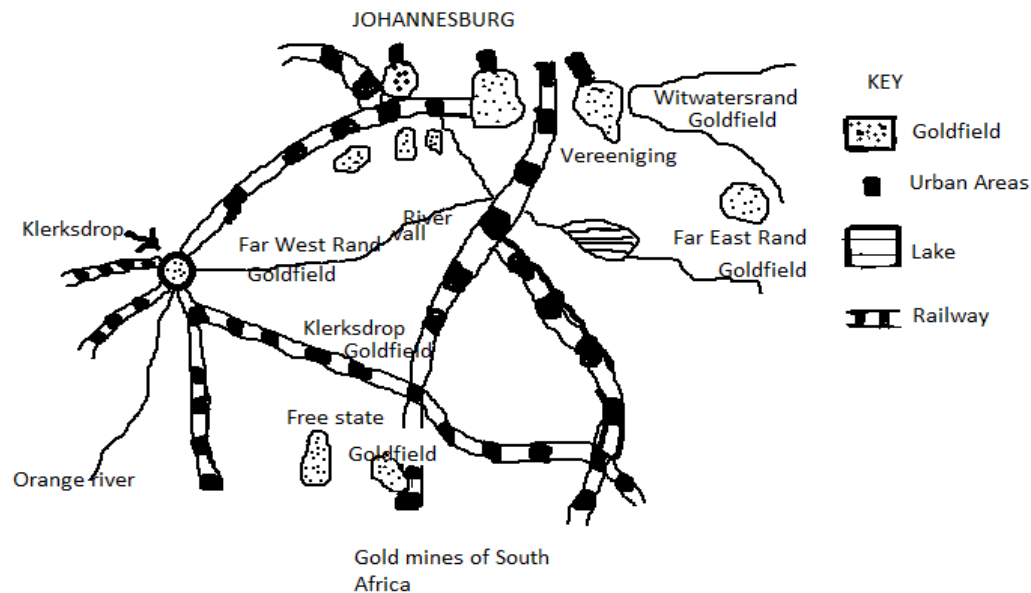 JOHANNESBURG
KEY
Witwatersrand
Goldfield
Goldfield
Vereeniging
Urban Areas
Klerksdrop
River
vall
Far West Rand
Goldfield
Far East Rand
Goldfield
Lake
Klerksdrop
Goldfield
Railway
Free state
Goldfield
Orange river
Gold mines of South
Africa